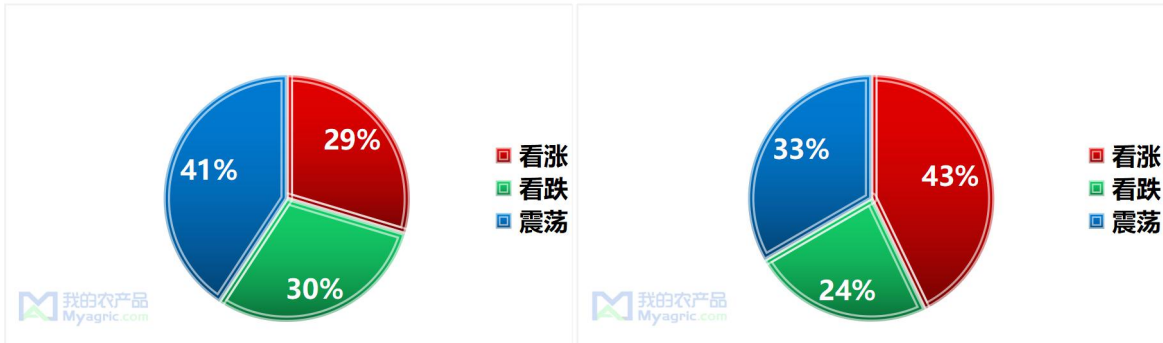 29%
41%
30%
看涨
看跌
震荡
我的农产品
Myagric.com
33%
43%
24%
看涨
看跌
震荡
我的农产品
Myagric.com